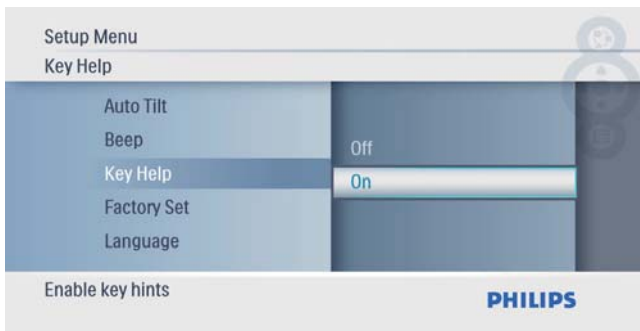 Setup Menu
Key Help
Auto Tilt
Beep
Key Help
Factory Set
Language
Off
On
Enable key hints
PHILIPS